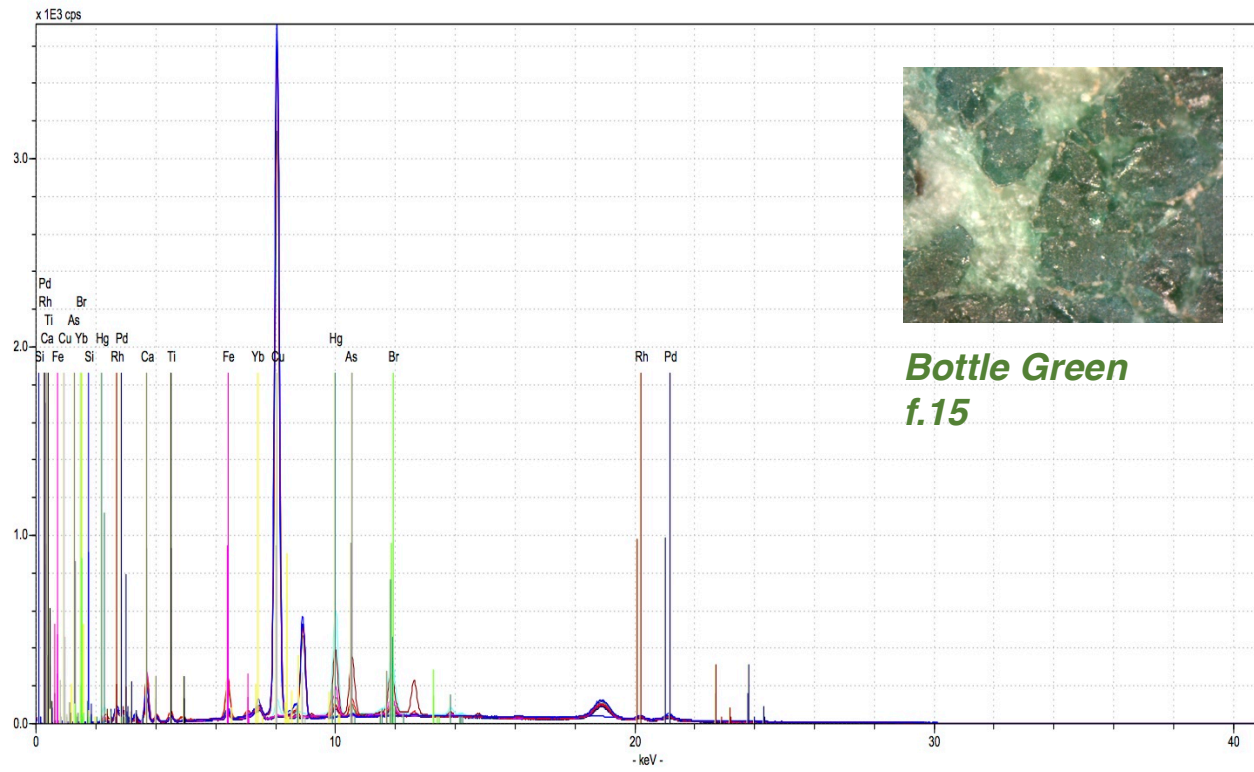 x 1E3 cps
3.0
2.0
1.0
0.0
Pd
Rh Br
Ti As
Ca Cu Yb Hg Pd Hg
Si Fe Si Rh Ca Ti Fe Yb Cu As Br Rh Pd
0 10 20 30 40
- keV -
Bottle Green
f.15